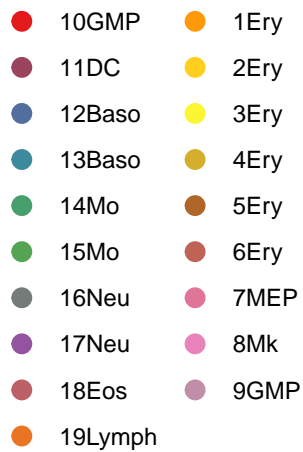 10GMP
11DC
12Baso
13Baso
14Mo
15Mo
16Neu
17Neu
18Eos
19Lymph
1Ery
2Ery
3Ery
4Ery
5Ery
6Ery
7MEP
8Mk
9GMP